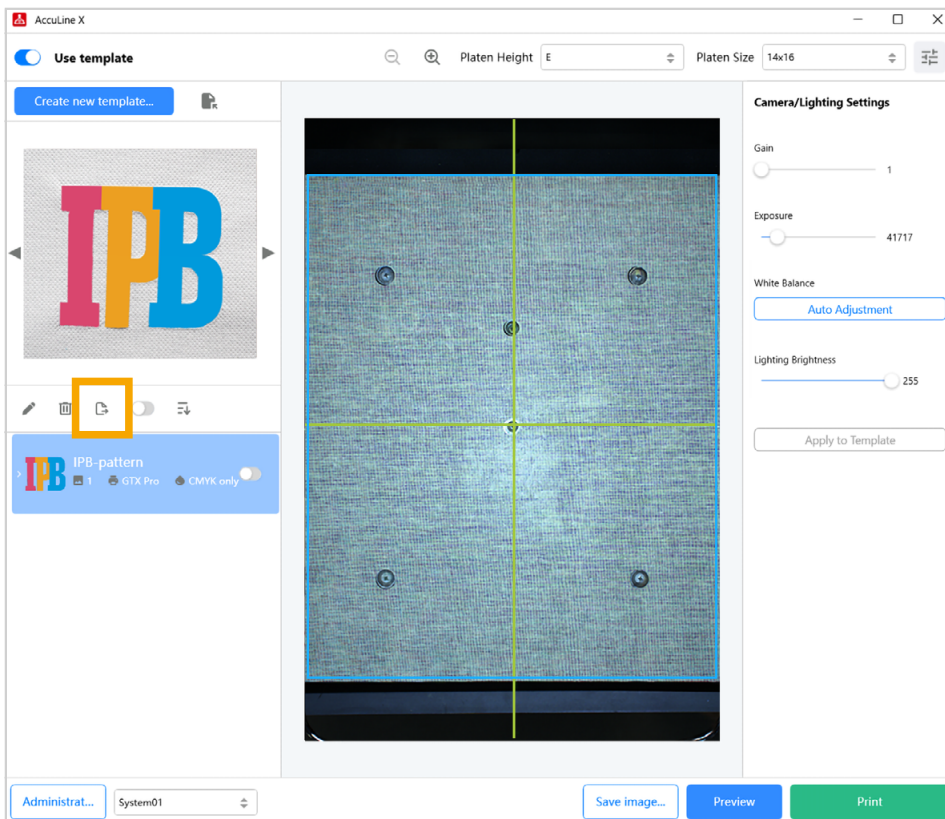 AccuLine X
Use template
Platen Height E
Platen Size 14x16
Create new template...
Camera/Lighting Settings
Gain
1
IPB
Exposure
41717
White Balance
Auto Adjustment
Lighting Brightness
255
Apply to Template
IPB
IPB-pattern
1 GTX Pro CMYK only
Administrat...
System01
Save image...
Preview
Print